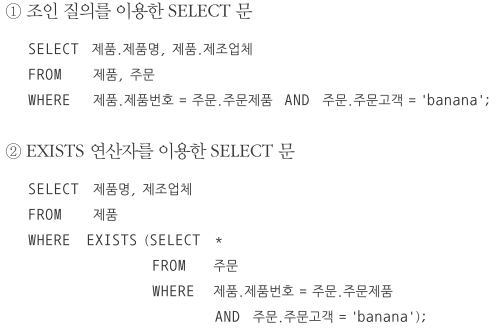 ① 조인 질의를 이용한 SELECT 문
SELECT 제품.제품명, 제품.제조업체
FROM 제품, 주문
WHERE 제품.제품번호 = 주문.주문제품 AND 주문.주문고객 = 'banana';
② EXISTS 연산자를 이용한 SELECT 문
SELECT 제품명, 제조업체
FROM 제품
WHERE EXISTS (SELECT *
FROM 주문
WHERE 제품.제품번호 = 주문.주문제품
AND 주문.주문고객 = 'banana');